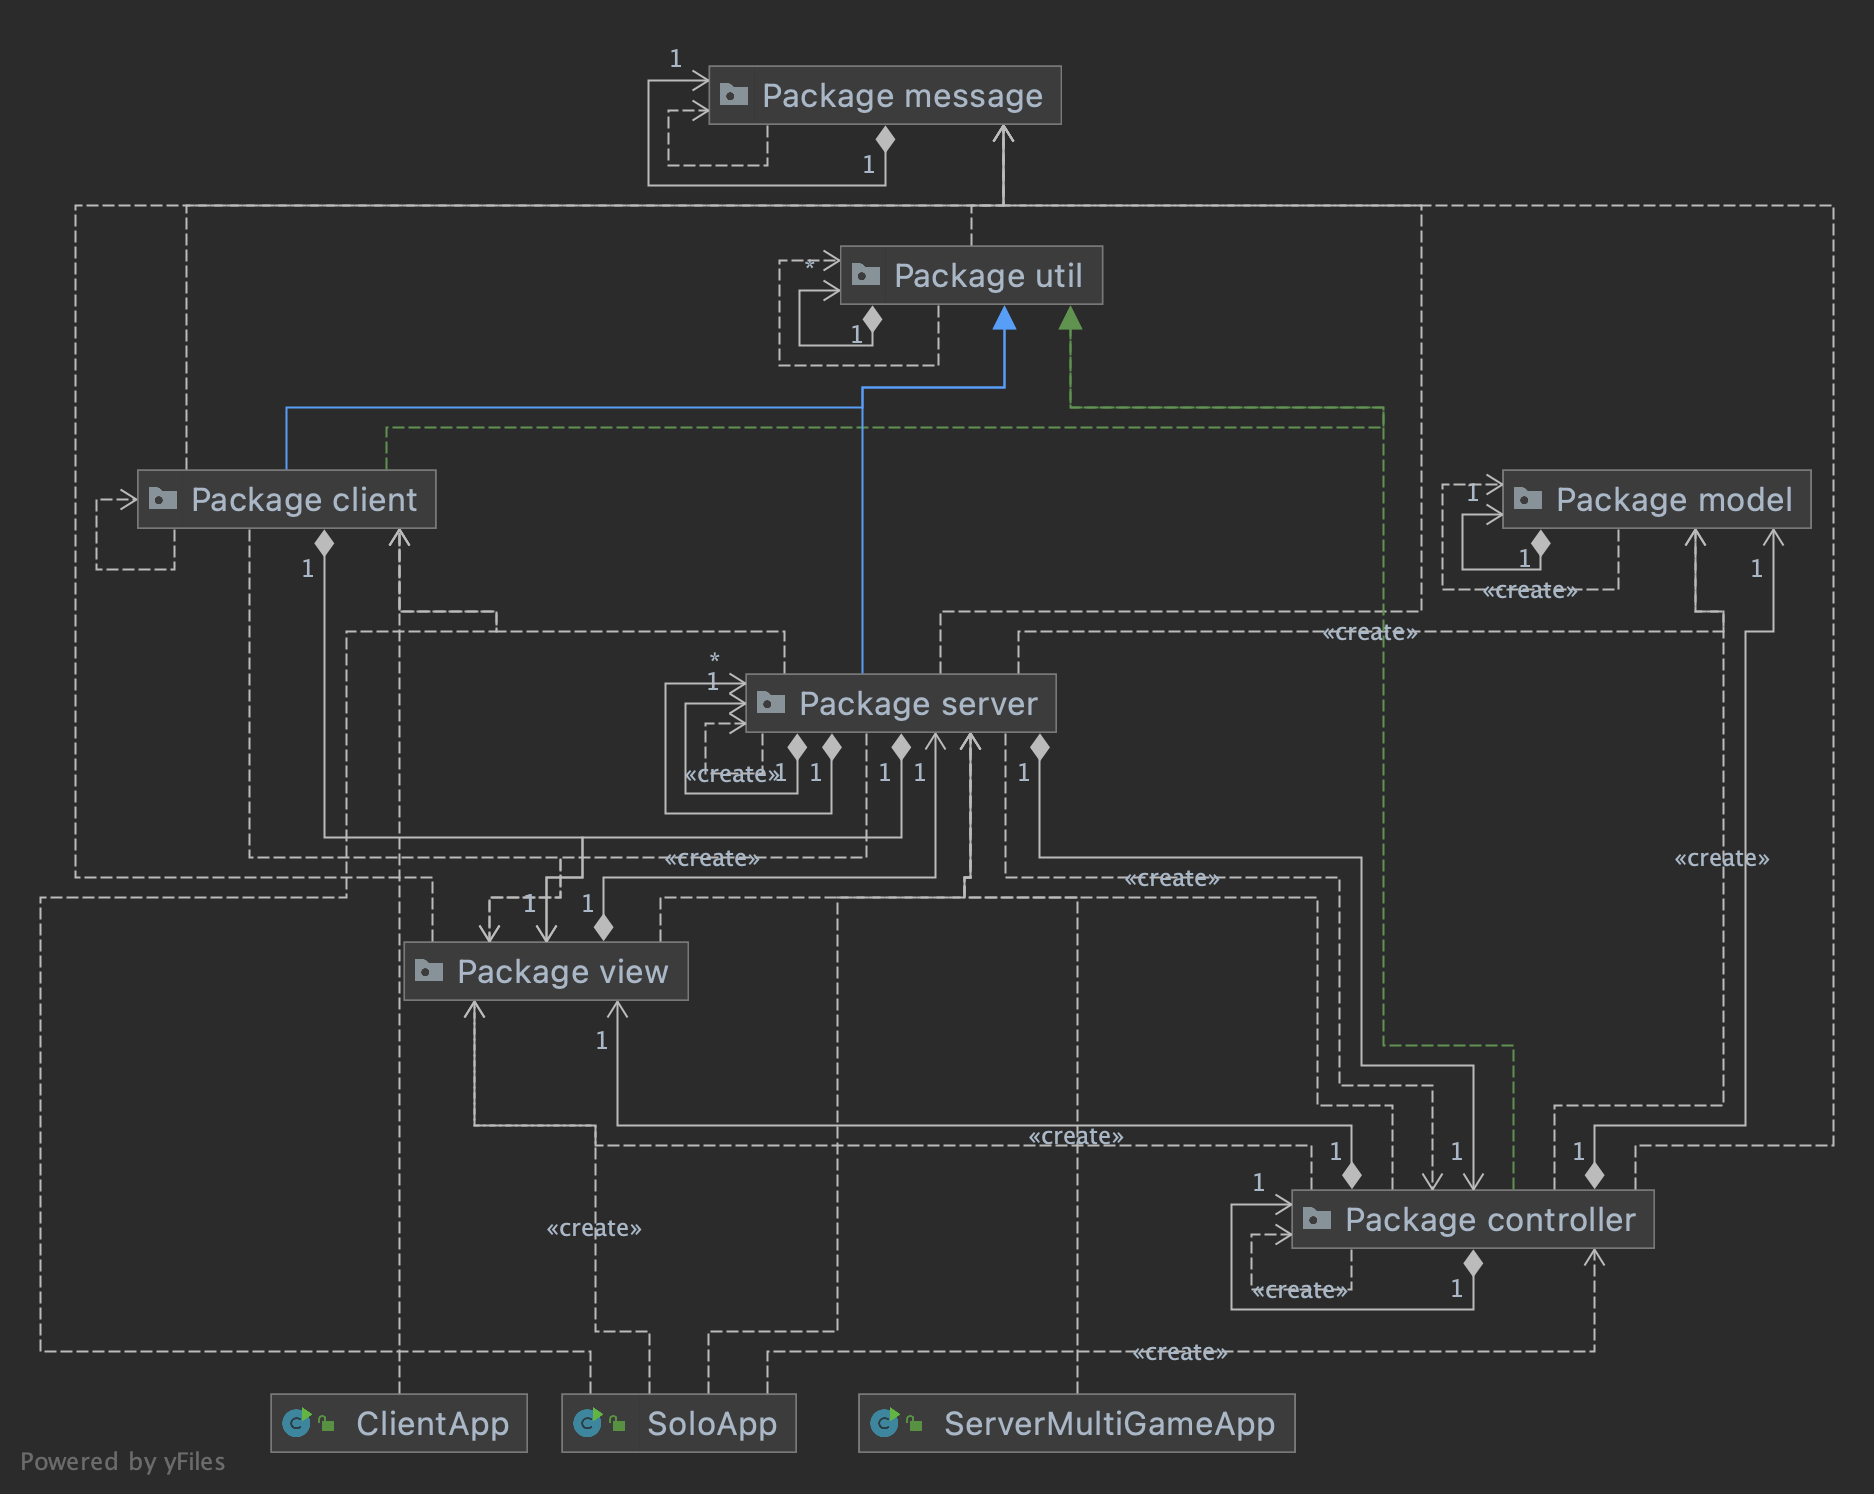 1
Package message
1
Package util
*
1
Package client
Package model
1
1
1
1
«create»
«create»
*
1
Package server
«create»
1
1
1
1
1
«create»
«create»
«create»
1
1
Package view
1
«create»
1
1
1
1
Package controller
«create»
«create»
1
«create»
ClientApp
SoloApp
ServerMultiGameApp
Powered by yFiles